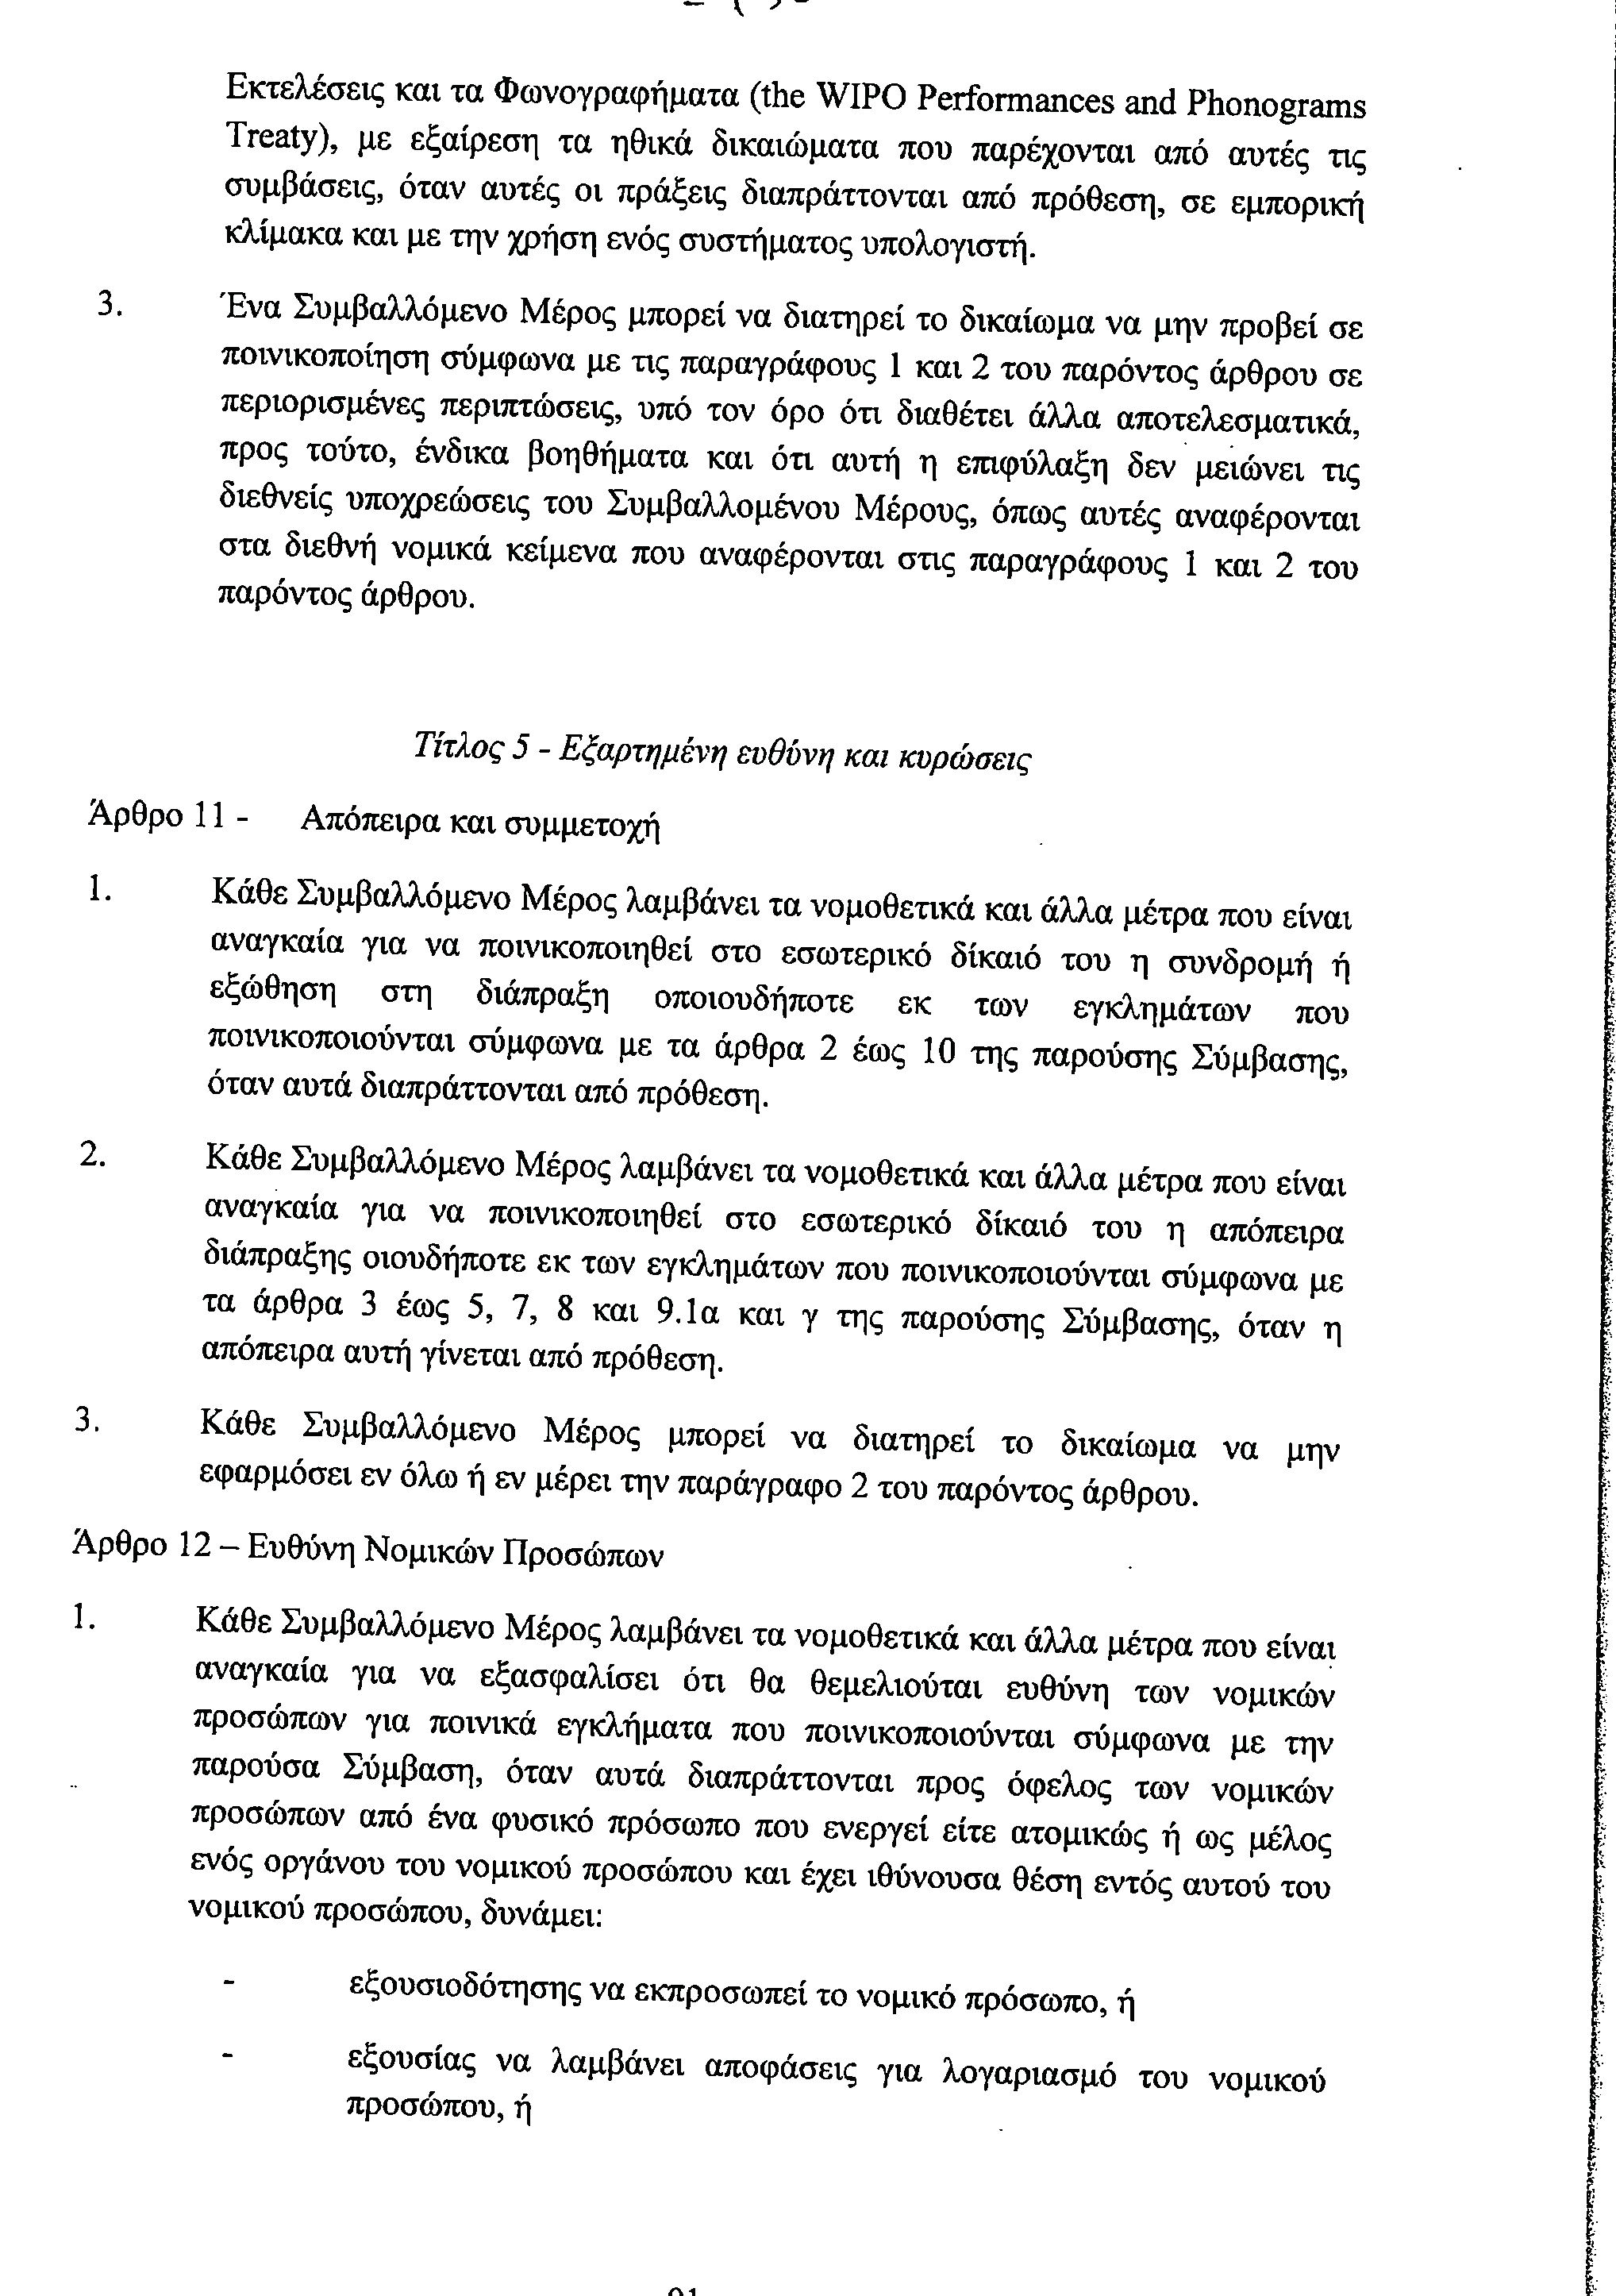 Εκτελέσεις και τα Φωνογραφήματα (the WIPO Performances and Phonograms
Treaty), με εξαίρεση τα ηθικά δικαιώματα που παρέχονται από αυτές τις
συμβάσεις, όταν αυτές οι πράξεις διαπράττονται από πρόθεση, σε εμπορική
κλίμακα και με την χρήση ενός συστήματος υπολογιστή.
3. Ένα Συμβαλλόμενο Μέρος μπορεί να διατηρεί το δικαίωμα να μην προβεί σε
ποινικοποίηση σύμφωνα με τις παραγράφους 1 και 2 του παρόντος άρθρου σε
περιορισμένες περιπτώσεις, υπό τον όρο ότι διαθέτει άλλα αποτελεσματικά,
προς τούτο, ένδικα βοηθήματα και ότι αυτή η επιφύλαξη δεν μειώνει τις
διεθνείς υποχρεώσεις του Συμβαλλομένου Μέρους, όπως αυτές αναφέρονται
στα διεθνή νομικά κείμενα που αναφέρονται στις παραγράφους 1 και 2 του
παρόντος άρθρου.
Τίτλος 5 - Εξαρτημένη ευθύνη και κυρώσεις
Άρθρο 11 - Απόπειρα και συμμετοχή
1. Κάθε Συμβαλλόμενο Μέρος λαμβάνει τα νομοθετικά και άλλα μέτρα που είναι
αναγκαία για να ποινικοποιηθεί στο εσωτερικό δίκαιό του η συνδρομή ή
εξώθηση στη διάπραξη οποιουδήποτε εκ των εγκλημάτων που
ποινικοποιούνται σύμφωνα με τα άρθρα 2 έως 10 της παρούσης Σύμβασης,
όταν αυτά διαπράττονται από πρόθεση.
2. Κάθε Συμβαλλόμενο Μέρος λαμβάνει τα νομοθετικά και άλλα μέτρα που είναι
αναγκαία για να ποινικοποιηθεί στο εσωτερικό δίκαιό του η απόπειρα
διάπραξης οιουδήποτε εκ των εγκλημάτων που ποινικοποιούνται σύμφωνα με
τα άρθρα 3 έως 5, 7, 8 και 9.1α και γ της παρούσης Σύμβασης, όταν η
απόπειρα αυτή γίνεται από πρόθεση.
3. Κάθε Συμβαλλόμενο Μέρος μπορεί να διατηρεί το δικαίωμα να μην
εφαρμόσει εν όλω ή εν μέρει την παράγραφο 2 του παρόντος άρθρου.
Άρθρο 12 – Ευθύνη Νομικών Προσώπων
1. Κάθε Συμβαλλόμενο Μέρος λαμβάνει τα νομοθετικά και άλλα μέτρα που είναι
αναγκαία για να εξασφαλίσει ότι θα θεμελιούται ευθύνη των νομικών
προσώπων για ποινικά εγκλήματα που ποινικοποιούνται σύμφωνα με την
παρούσα Σύμβαση, όταν αυτά διαπράττονται προς όφελος των νομικών
προσώπων από ένα φυσικό πρόσωπο που ενεργεί είτε ατομικώς ή ως μέλος
ενός οργάνου του νομικού προσώπου και έχει ιθύνουσα θέση εντός αυτού του
νομικού προσώπου, δυνάμει:
- εξουσιοδότησης να εκπροσωπεί το νομικό πρόσωπο, ή
- εξουσίας να λαμβάνει αποφάσεις για λογαριασμό του νομικού
προσώπου, ή